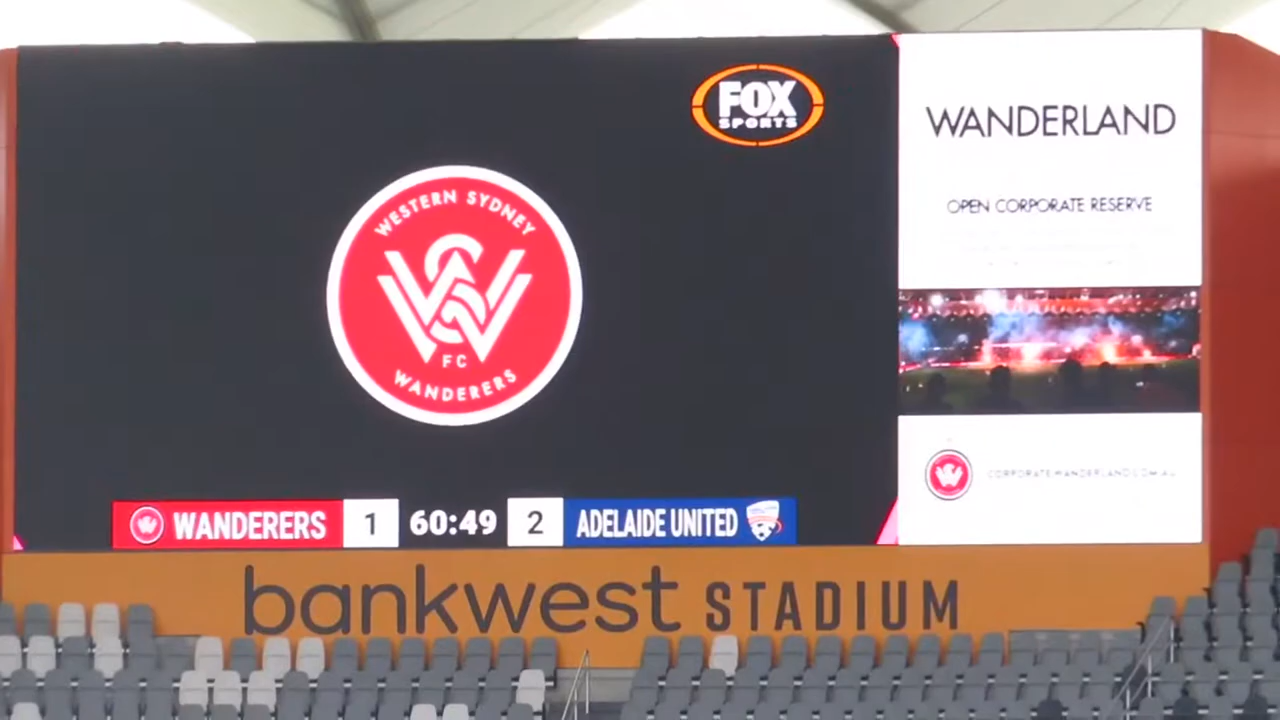 FOX
SPORTS
WANDERLAND
OPEN CORPORATE RESERVE
WESTERN SYDNEY
WS
FC
WANDERERS
WANDERERS 1 60:49 2 ADELAIDE UNITED
bankwest STADIUM